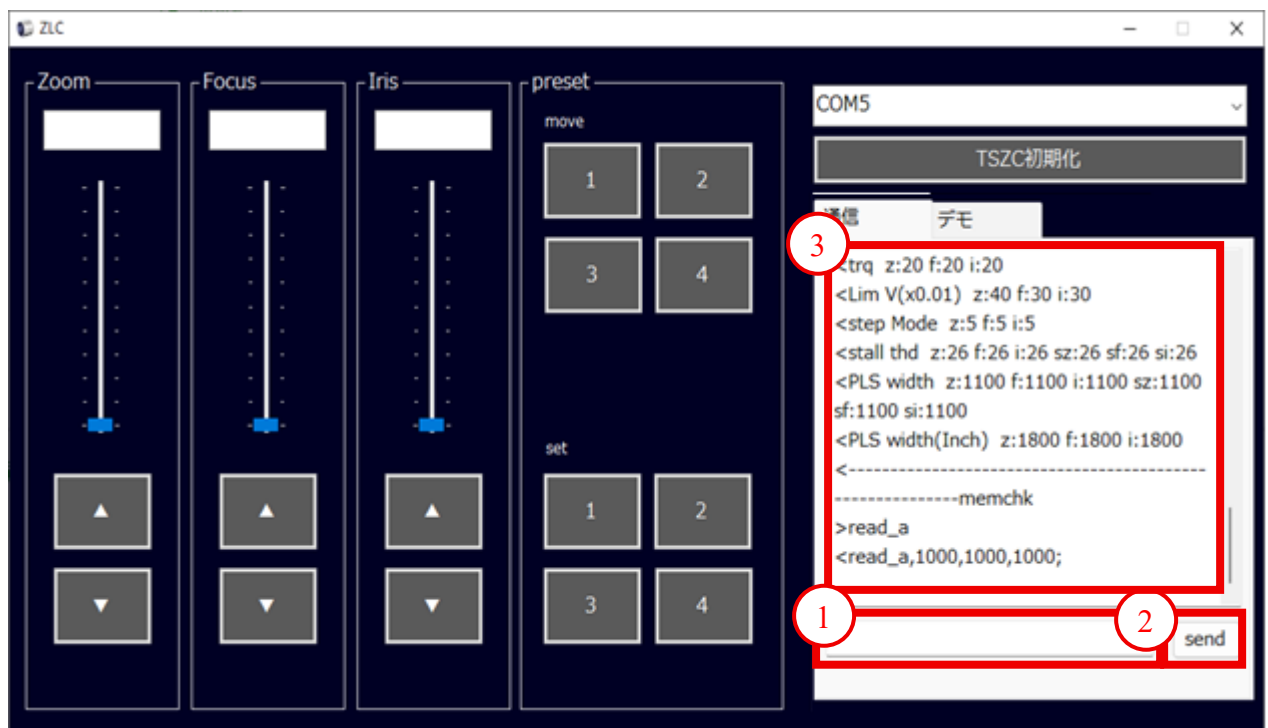 ZLC
Zoom
Focus
Iris
preset
move
1 2
3 4
set
1 2
3 4
COM5
TSZC初期化
通信 デモ
3
<trq z:20 f:20 i:20
<Lim V(x0.01) z:40 f:30 i:30
<step Mode z:5 f:5 i:5
<stall thd z:26 f:26 i:26 sz:26 sf:26 si:26
<PLS width z:1100 f:1100 i:1100 sz:1100
sf:1100 si:1100
<PLS width(Inch) z:1800 f:1800 i:1800
<--------------------------------------------
---------------memchk
>read_a
<read_a,1000,1000,1000;
1
2
send